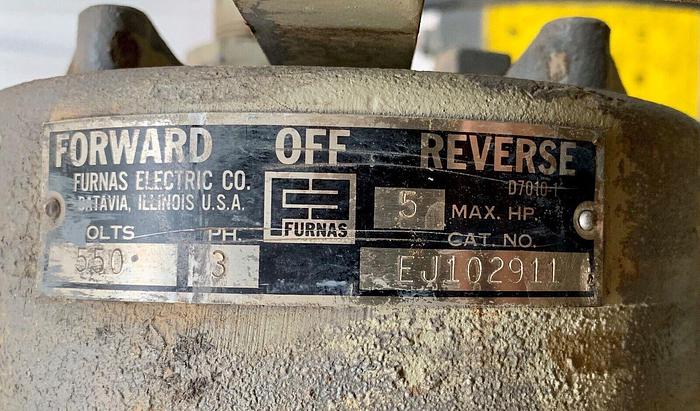 FORWARD OFF REVERSE
FURNAS ELECTRIC CO.
BATAVIA, ILLINOIS U.S.A.
D7010-1
FURNAS
5 MAX. HP.
VOLTS PH.
550 3
CAT. NO.
EJ102911